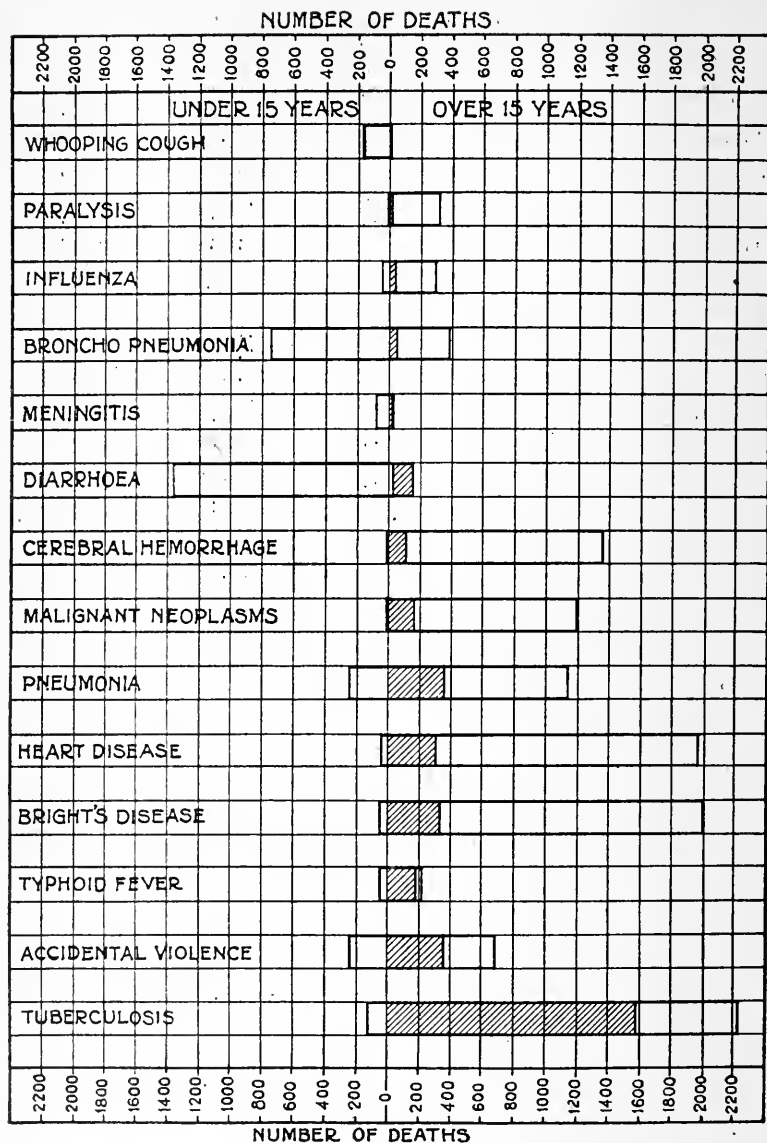 NUMBER OF DEATHS
2200 2000 1800 1600 1400 1200 1000 800 600 400 200 0 200 400 600 800 1000 1200 1400 1600 1800 2000 2200
UNDER 15 YEARS OVER 15 YEARS
WHOOPING COUGH
PARALYSIS
INFLUENZA
BRONCHO PNEUMONIA
MENINGITIS
DIARRHOEA
CEREBRAL HEMORRHAGE
MALIGNANT NEOPLASMS
PNEUMONIA
HEART DISEASE
BRIGHT'S DISEASE
TYPHOID FEVER
ACCIDENTAL VIOLENCE
TUBERCULOSIS
2200 2000 1800 1600 1400 1200 1000 800 600 400 200 0 200 400 600 800 1000 1200 1400 1600 1800 2000 2200
NUMBER OF DEATHS